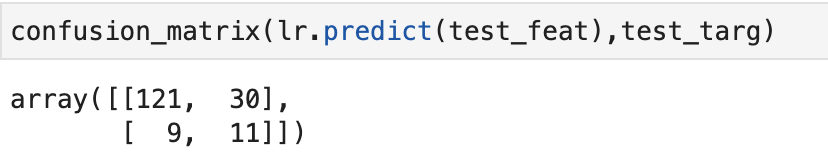 confusion_matrix(lr.predict(test_feat),test_targ)
array([[121,  30],
       [  9,  11]])